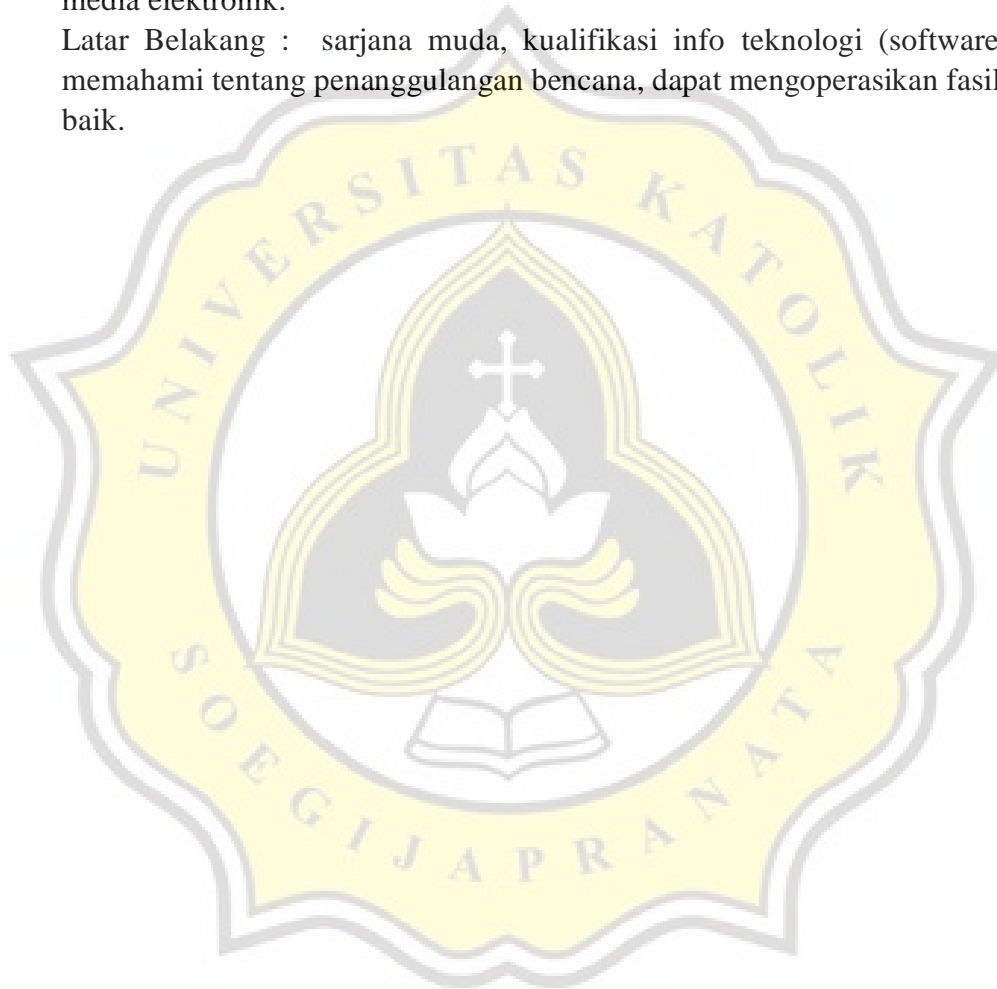 media elektronik.
Latar Belakang : sarjana muda, kualifikasi info teknologi (software
memahami tentang penanggulangan bencana, dapat mengoperasikan fasil
baik.
UNIVERSITAS KATOLIK
SOEGIJAPRANATA